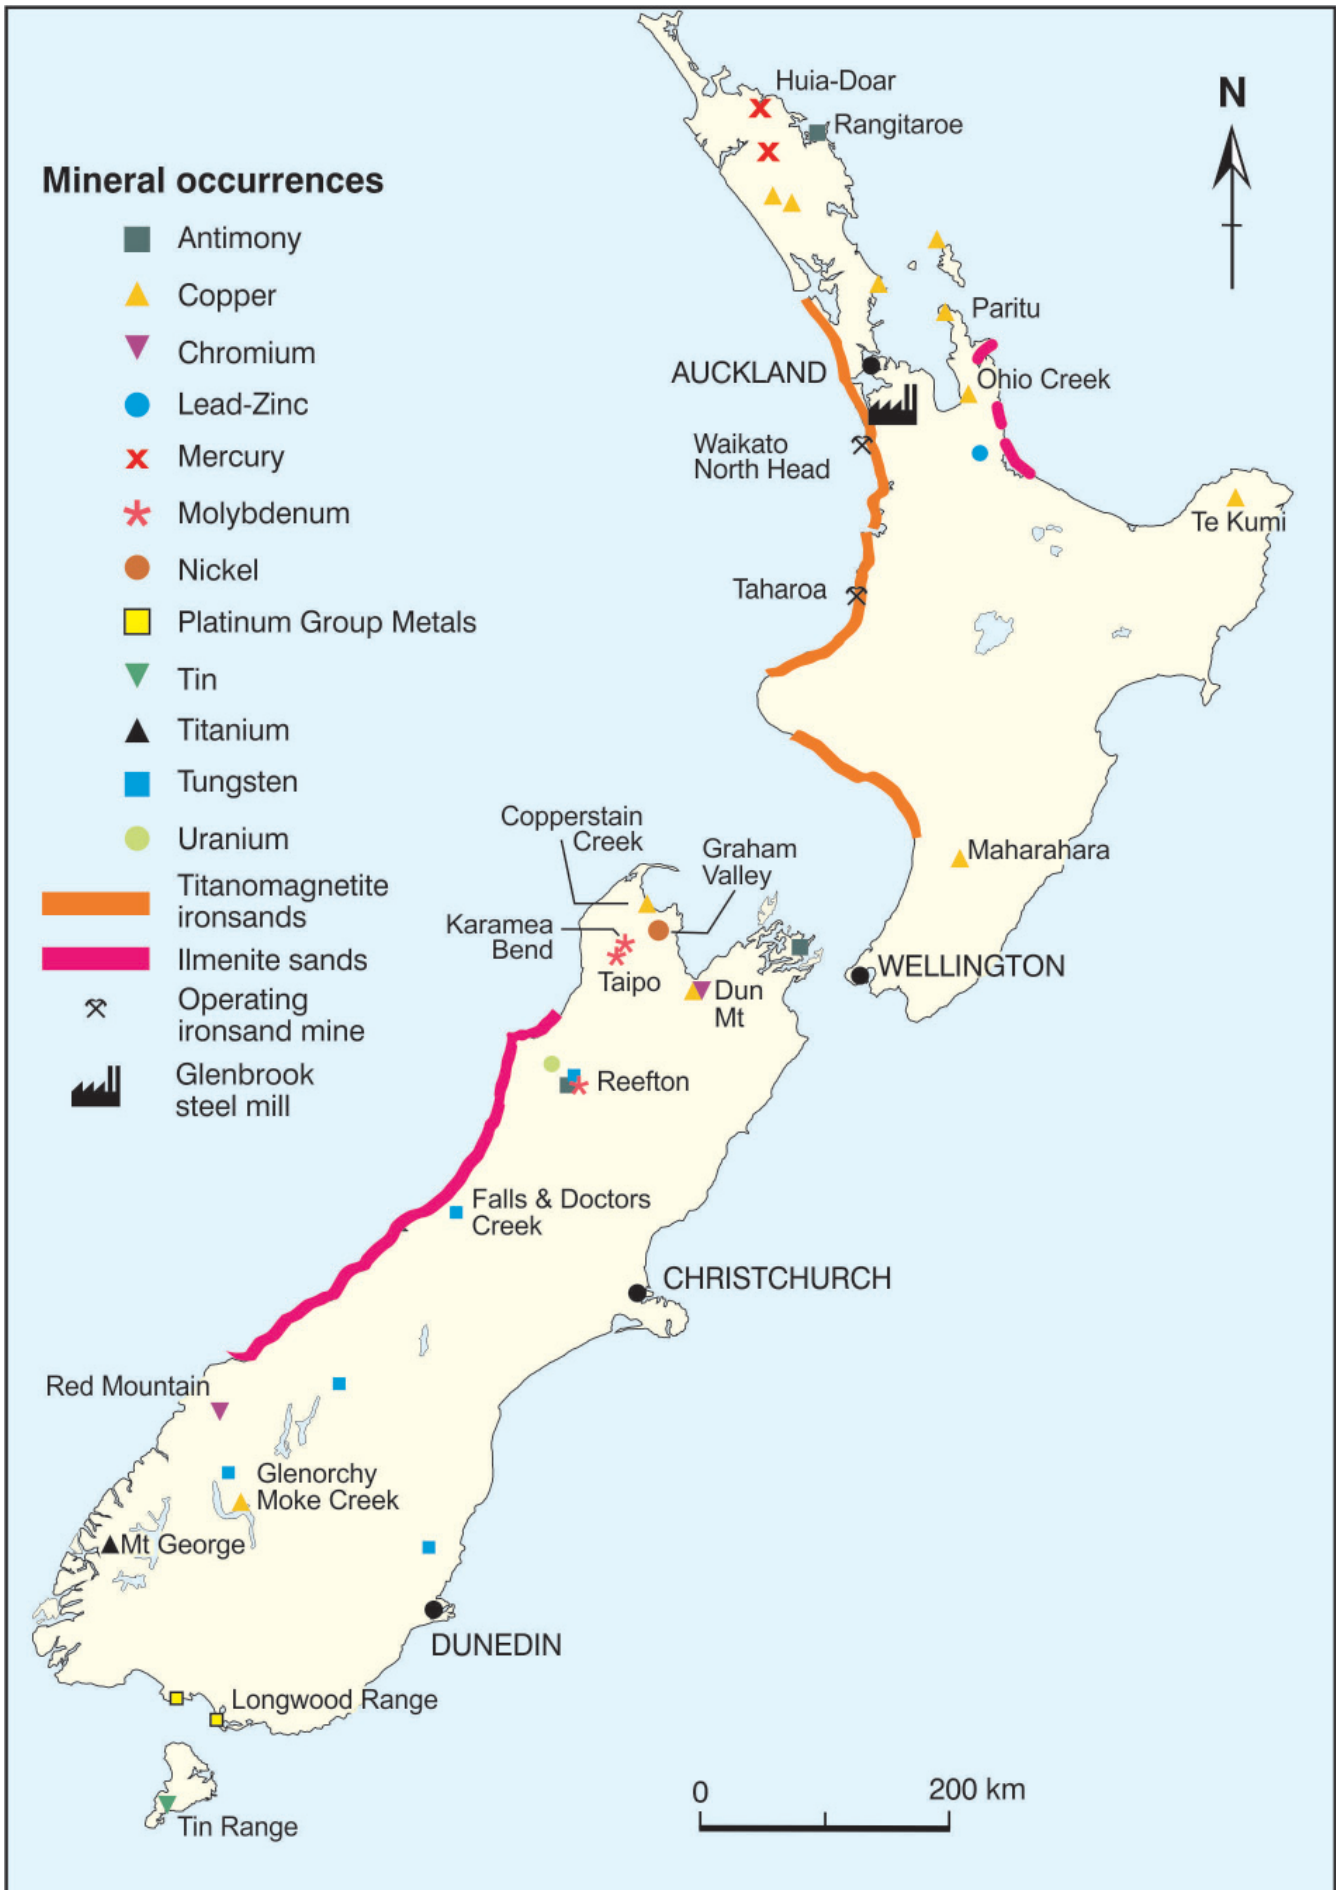 Huia-Doar
N
Rangitaroe
Mineral occurrences
Antimony
Copper
Chromium
Lead-Zinc
Mercury
Molybdenum
Nickel
Platinum Group Metals
Tin
Titanium
Tungsten
Uranium
Titanomagnetite
ironsands
Ilmenite sands
Operating
ironsand mine
Glenbrook
steel mill
Paritu
AUCKLAND
Ohio Creek
Waikato
North Head
Te Kumi
Taharoa
Copperstain
Creek
Graham
Valley
Maharahara
Karamea
Bend
Taipo
WELLINGTON
Dun
Mt
Reefton
Falls & Doctors
Creek
CHRISTCHURCH
Red Mountain
Glenorchy
Moke Creek
Mt George
DUNEDIN
Longwood Range
Tin Range
0
200 km